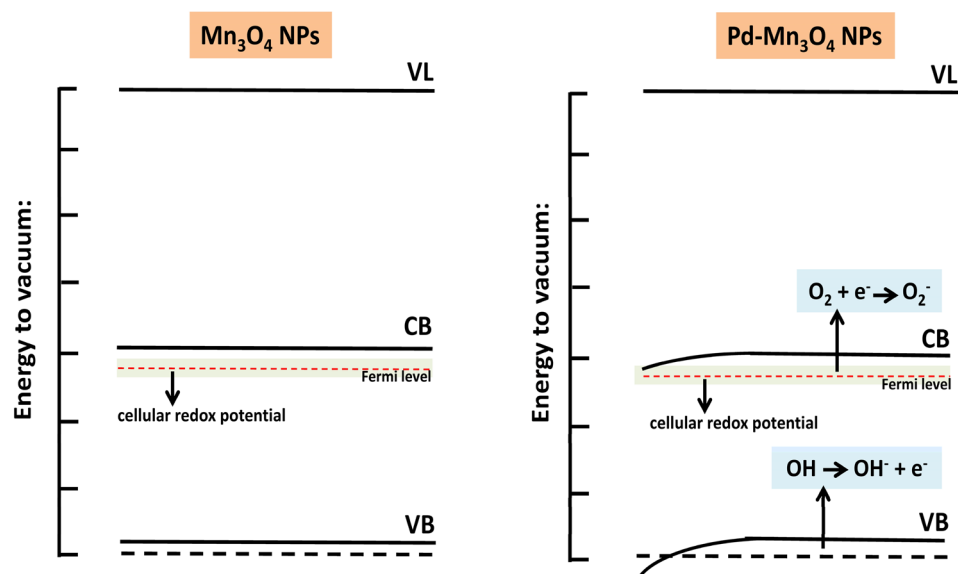 Mn₃O₄ NPs
VL
Energy to vacuum:
CB
Fermi level
cellular redox potential
VB
Pd-Mn₃O₄ NPs
VL
Energy to vacuum:
O₂ + e⁻ → O₂⁻
CB
Fermi level
cellular redox potential
OH → OH⁻ + e⁻
VB